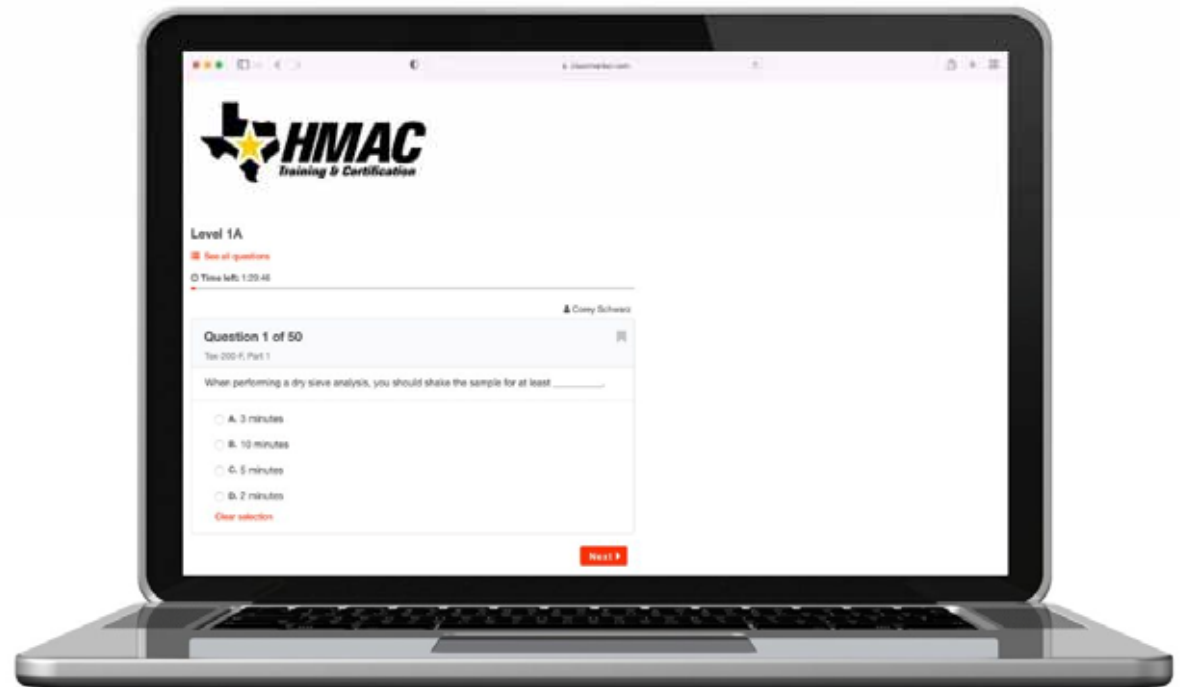 HMAC
Training & Certification
Level 1A
See all questions
Time left: 1:29:46
Corey Schwarz
Question 1 of 50
Tex-200-F, Part 1
When performing a dry sieve analysis, you should shake the sample for at least ________.
A. 3 minutes
B. 10 minutes
C. 5 minutes
D. 2 minutes
Clear selection
Next